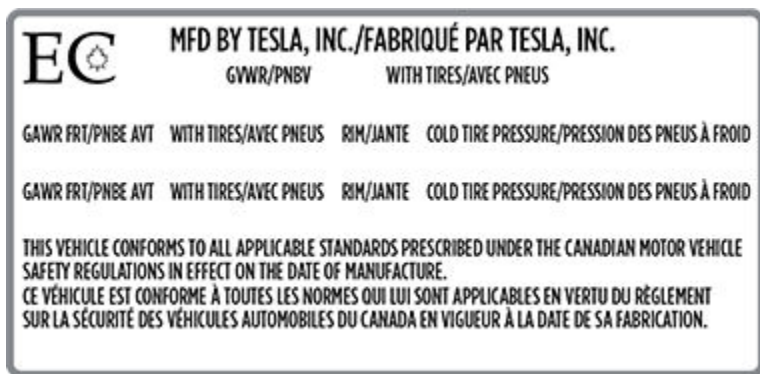 EC
MFD BY TESLA, INC./FABRIQUÉ PAR TESLA, INC.
GVWR/PNBV WITH TIRES/AVEC PNEUS
GAWR FRT/PNBE AVT WITH TIRES/AVEC PNEUS RIM/JANTE COLD TIRE PRESSURE/PRESSION DES PNEUS À FROID
GAWR FRT/PNBE AVT WITH TIRES/AVEC PNEUS RIM/JANTE COLD TIRE PRESSURE/PRESSION DES PNEUS À FROID
THIS VEHICLE CONFORMS TO ALL APPLICABLE STANDARDS PRESCRIBED UNDER THE CANADIAN MOTOR VEHICLE
SAFETY REGULATIONS IN EFFECT ON THE DATE OF MANUFACTURE.
CE VÉHICULE EST CONFORME À TOUTES LES NORMES QUI LUI SONT APPLICABLES EN VERTU DU RÈGLEMENT
SUR LA SÉCURITÉ DES VÉHICULES AUTOMOBILES DU CANADA EN VIGUEUR À LA DATE DE SA FABRICATION.